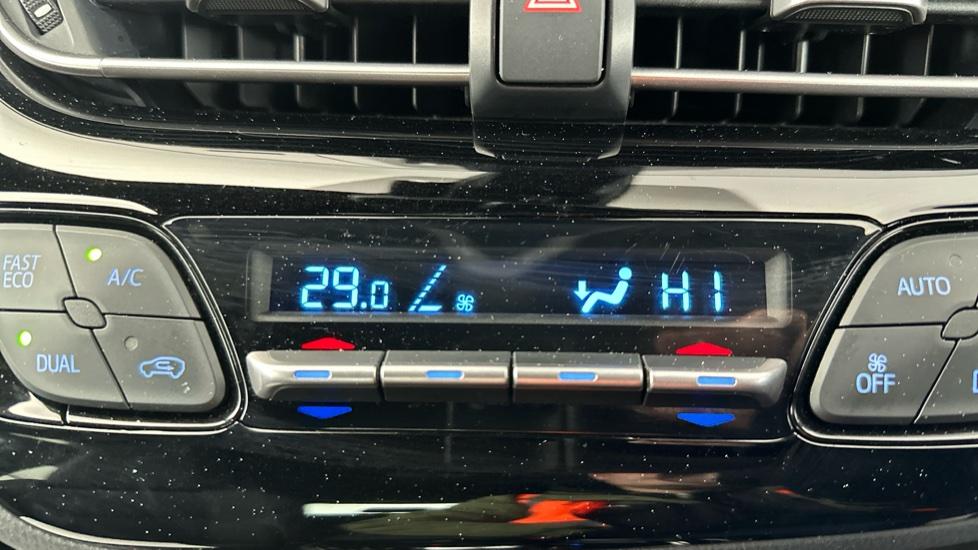 FAST
ECO
A/C
DUAL
29.0
HI
AUTO
OFF